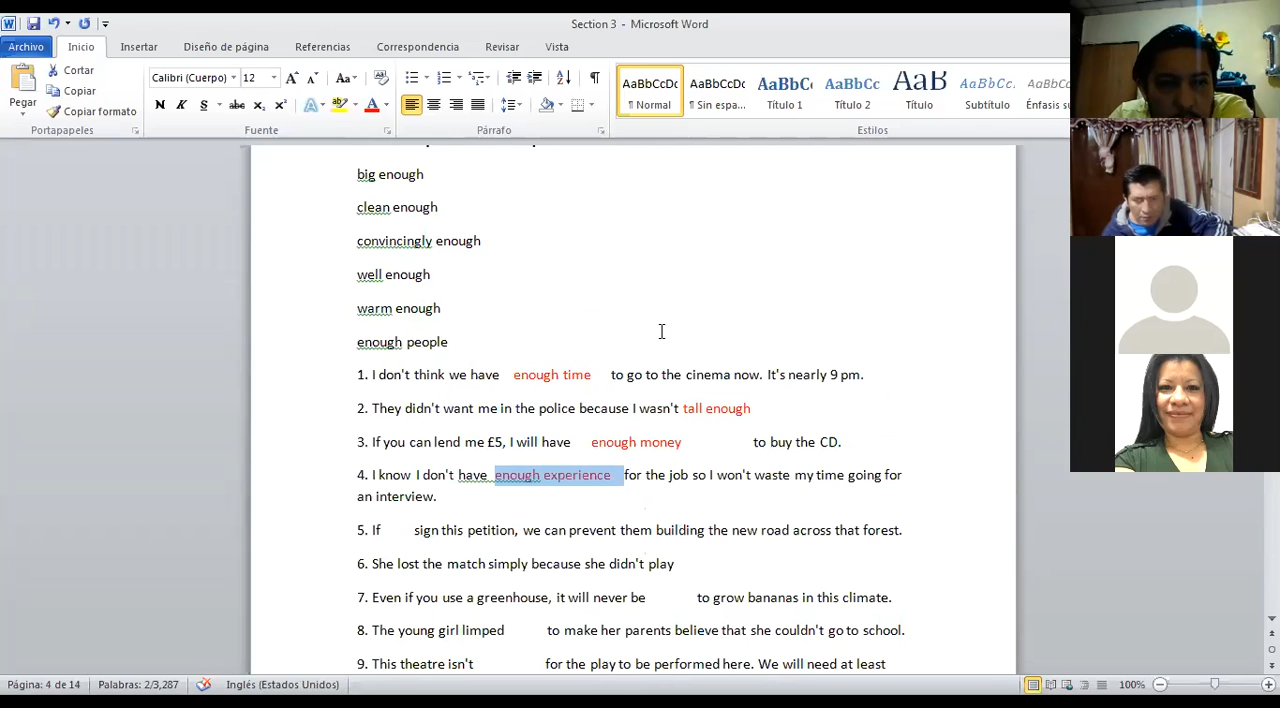 Section 3 - Microsoft Word
Archivo Inicio Insertar Diseño de página Referencias Correspondencia Revisar Vista
Pegar
Cortar
Copiar
Copiar formato
Portapapeles
Calibri (Cuerpo) 12
N K S abc x₂ x² A ab A
Aa
Fuente
Párrafo
AaBbCcDc AaBbCcDc AaBbC AaBbCc AaB AaBbCc. AaBbCcD
¶ Normal ¶ Sin espa... Título 1 Título 2 Título Subtítulo Énfasis su
Estilos
big enough
clean enough
convincingly enough
well enough
warm enough
enough people
1. I don't think we have enough time to go to the cinema now. It's nearly 9 pm.
2. They didn't want me in the police because I wasn't tall enough
3. If you can lend me £5, I will have enough money to buy the CD.
4. I know I don't have enough experience for the job so I won't waste my time going for
an interview.
5. If sign this petition, we can prevent them building the new road across that forest.
6. She lost the match simply because she didn't play
7. Even if you use a greenhouse, it will never be to grow bananas in this climate.
8. The young girl limped to make her parents believe that she couldn't go to school.
9. This theatre isn't for the play to be performed here. We will need at least
Página: 4 de 14 Palabras: 2/3,287 Inglés (Estados Unidos) 100%